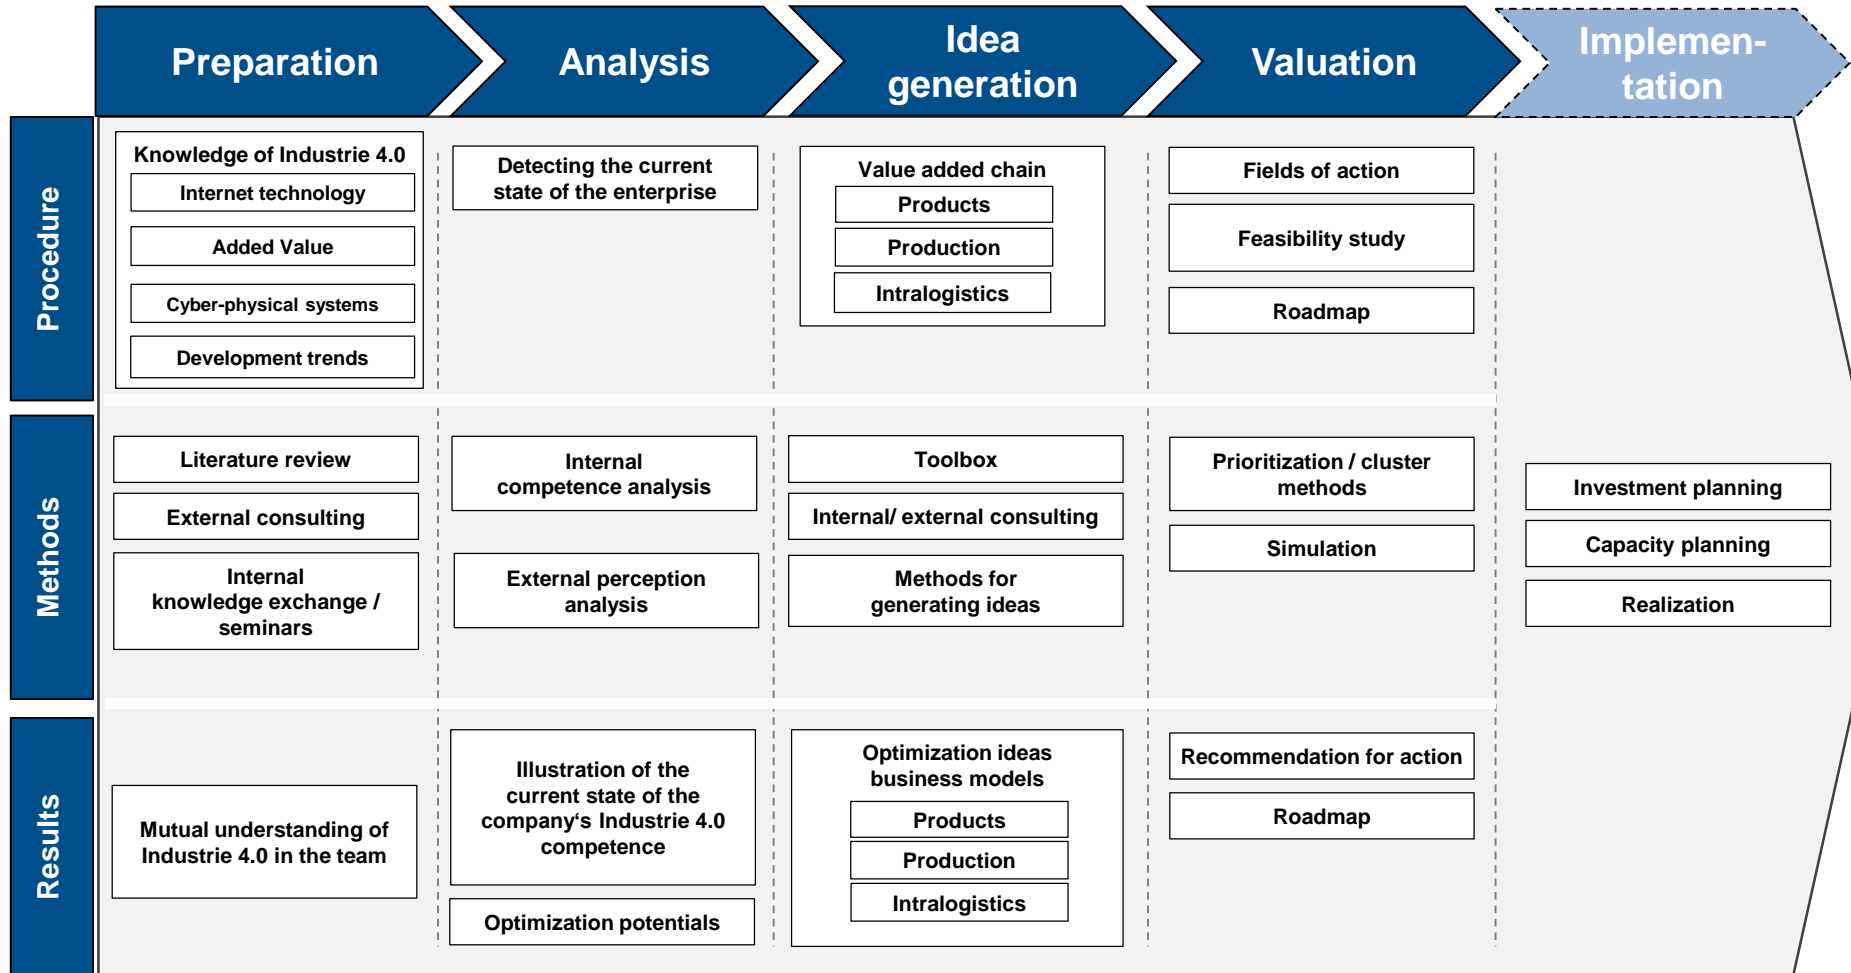 Preparation
Analysis
Idea
generation
Valuation
Implemen-
tation
Procedure
Knowledge of Industrie 4.0
Internet technology
Added Value
Cyber-physical systems
Development trends
Detecting the current
state of the enterprise
Value added chain
Products
Production
Intralogistics
Fields of action
Feasibility study
Roadmap
Methods
Literature review
External consulting
Internal
knowledge exchange /
seminars
Internal
competence analysis
External perception
analysis
Toolbox
Internal/ external consulting
Methods for
generating ideas
Prioritization / cluster
methods
Simulation
Investment planning
Capacity planning
Realization
Results
Mutual understanding of
Industrie 4.0 in the team
Illustration of the
current state of the
company‘s Industrie 4.0
competence
Optimization potentials
Optimization ideas
business models
Products
Production
Intralogistics
Recommendation for action
Roadmap